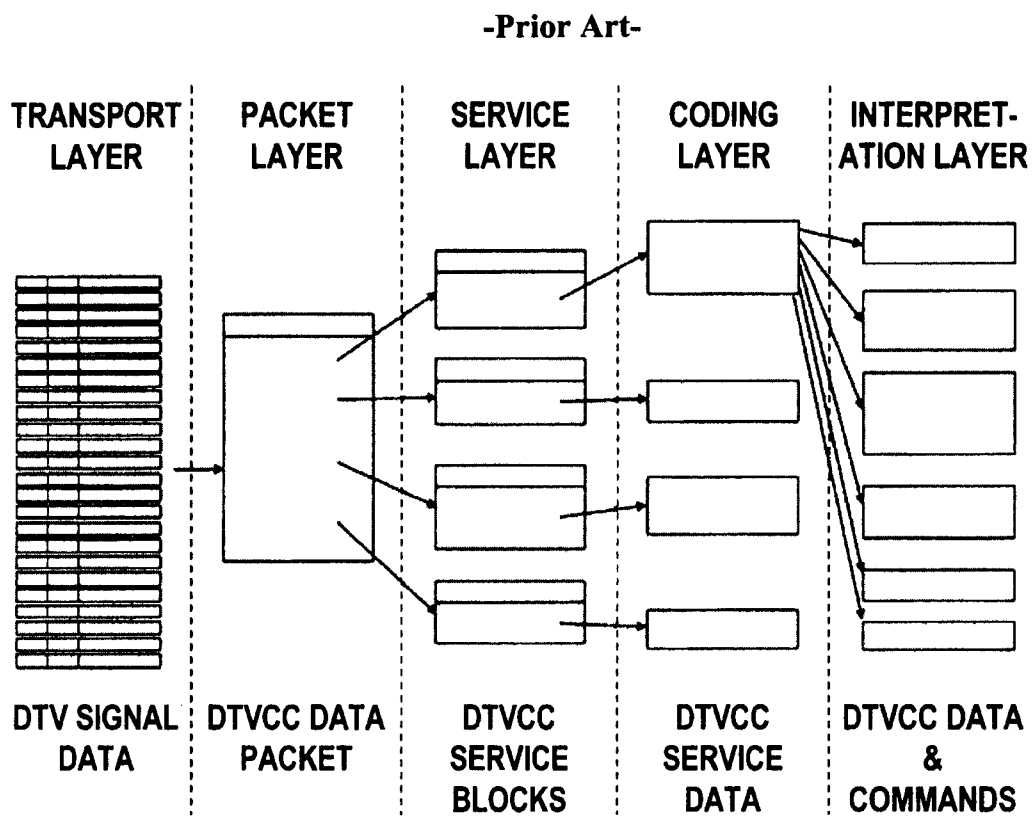 -Prior Art-
TRANSPORT
LAYER
PACKET
LAYER
SERVICE
LAYER
CODING
LAYER
INTERPRET-
ATION LAYER
DTV SIGNAL
DATA
DTVCC DATA
PACKET
DTVCC
SERVICE
BLOCKS
DTVCC
SERVICE
DATA
DTVCC DATA
&
COMMANDS